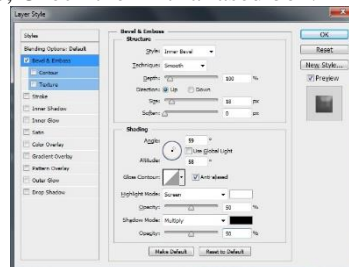 Layer Style
Styles
Blending Options: Default
Bevel & Emboss
Contour
Texture
Stroke
Inner Shadow
Inner Glow
Satin
Color Overlay
Gradient Overlay
Pattern Overlay
Outer Glow
Drop Shadow
Bevel & Emboss
Structure
Style: Inner Bevel
Technique: Smooth
Depth: 100 %
Direction: Up Down
Size: px
Soften: 0 px
Shading
Angle: °
Use Global Light
Altitude: °
Gloss Contour: Anti-aliased
Highlight Mode: Screen
Opacity: 50 %
Shadow Mode: Multiply
Opacity: %
Make Default Reset to Default
OK
Reset
New Style...
Preview